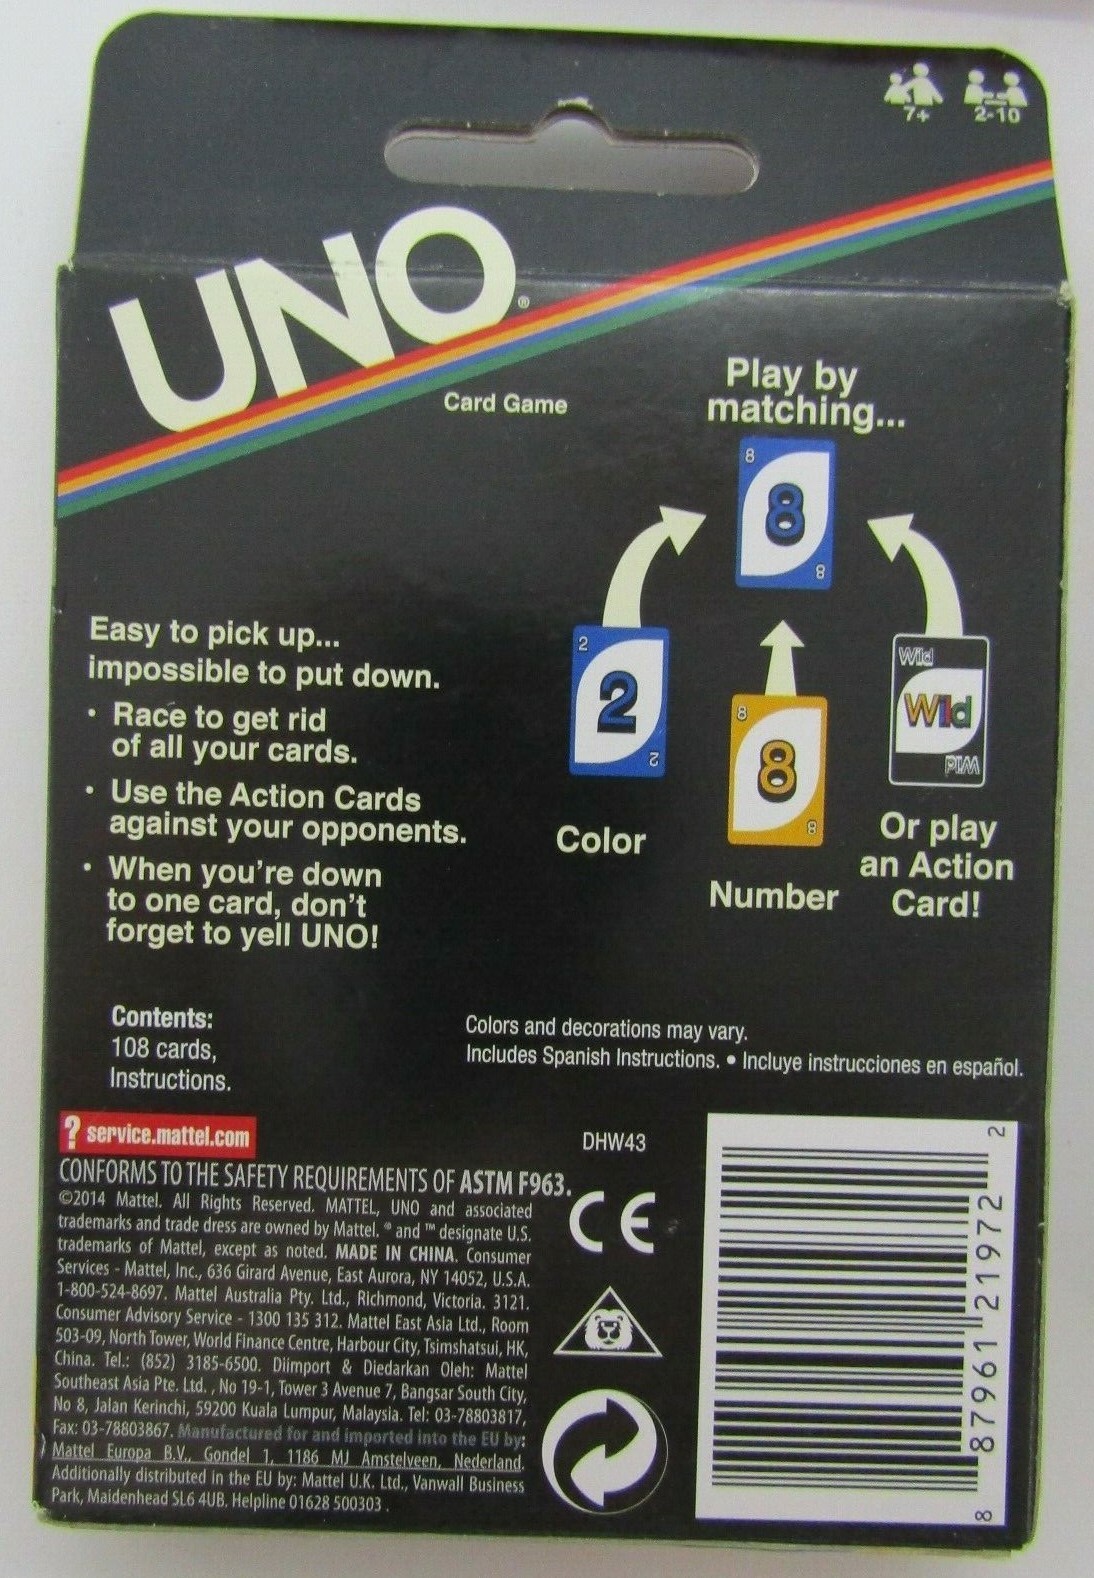 7+
2-10
UNO®
Card Game
Play by
matching...
8
8
8
2
2
2
8
8
8
Wild
Wild
Wild
Color
Number
Or play
an Action
Card!
Easy to pick up...
impossible to put down.
• Race to get rid
of all your cards.
• Use the Action Cards
against your opponents.
• When you're down
to one card, don't
forget to yell UNO!
Contents:
108 cards,
Instructions.
Colors and decorations may vary.
Includes Spanish Instructions. • Incluye instrucciones en español.
? service.mattel.com
DHW43
CONFORMS TO THE SAFETY REQUIREMENTS OF ASTM F963.
©2014 Mattel. All Rights Reserved. MATTEL, UNO and associated
trademarks and trade dress are owned by Mattel. ® and ™ designate U.S.
trademarks of Mattel, except as noted. MADE IN CHINA. Consumer
Services - Mattel, Inc., 636 Girard Avenue, East Aurora, NY 14052, U.S.A.
1-800-524-8697. Mattel Australia Pty. Ltd., Richmond, Victoria. 3121.
Consumer Advisory Service - 1300 135 312. Mattel East Asia Ltd., Room
503-09, North Tower, World Finance Centre, Harbour City, Tsimshatsui, HK,
China. Tel.: (852) 3185-6500. Diimport & Diedarkan Oleh: Mattel
Southeast Asia Pte. Ltd. , No 19-1, Tower 3 Avenue 7, Bangsar South City,
No 8, Jalan Kerinchi, 59200 Kuala Lumpur, Malaysia. Tel: 03-78803817,
Fax: 03-78803867. Manufactured for and imported into the EU by:
Mattel Europa B.V., Gondel 1, 1186 MJ Amstelveen, Nederland.
Additionally distributed in the EU by: Mattel U.K. Ltd., Vanwall Business
Park, Maidenhead SL6 4UB. Helpline 01628 500303 .
CE
8 87961 21972 2